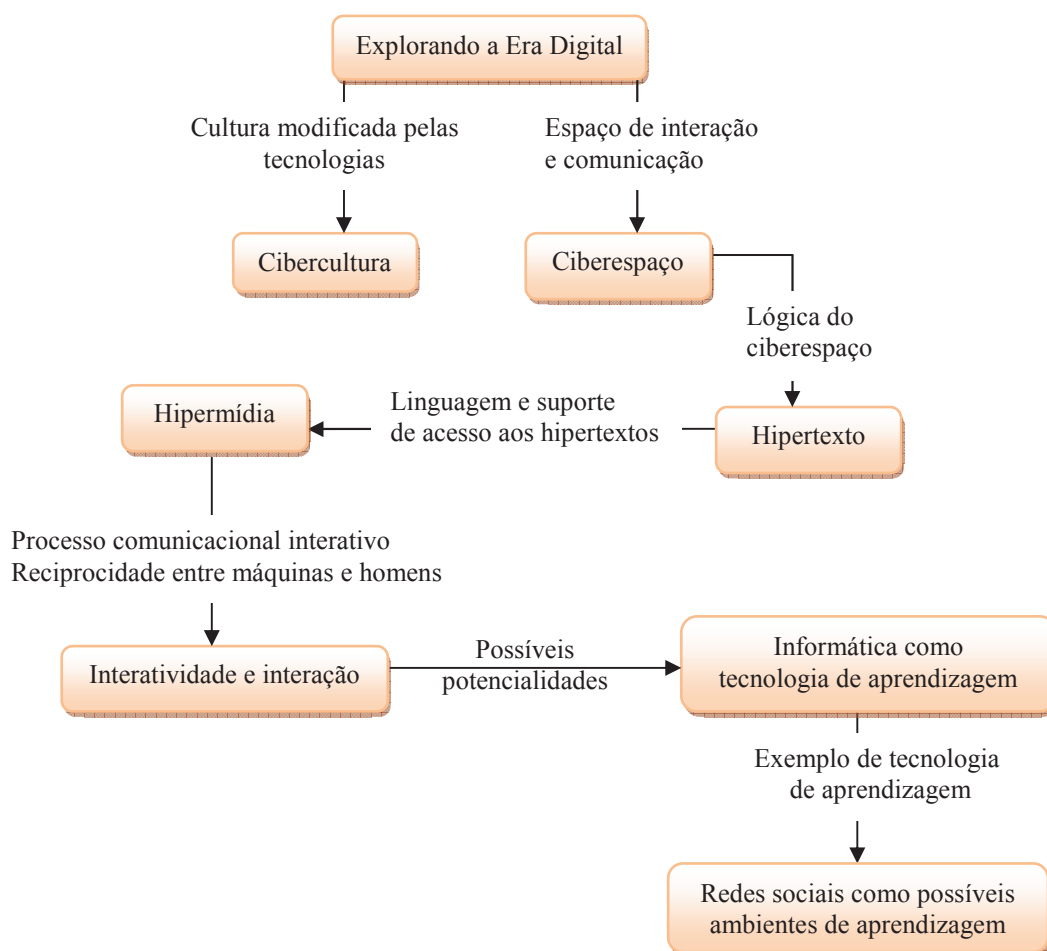 Explorando a Era Digital
Cultura modificada pelas
tecnologias
Espaço de interação
e comunicação
Cibercultura
Ciberespaço
Lógica do
ciberespaço
Hipermídia
Linguagem e suporte
de acesso aos hipertextos
Hipertexto
Processo comunicacional interativo
Reciprocidade entre máquinas e homens
Interatividade e interação
Possíveis
potencialidades
Informática como
tecnologia de aprendizagem
Exemplo de tecnologia
de aprendizagem
Redes sociais como possíveis
ambientes de aprendizagem